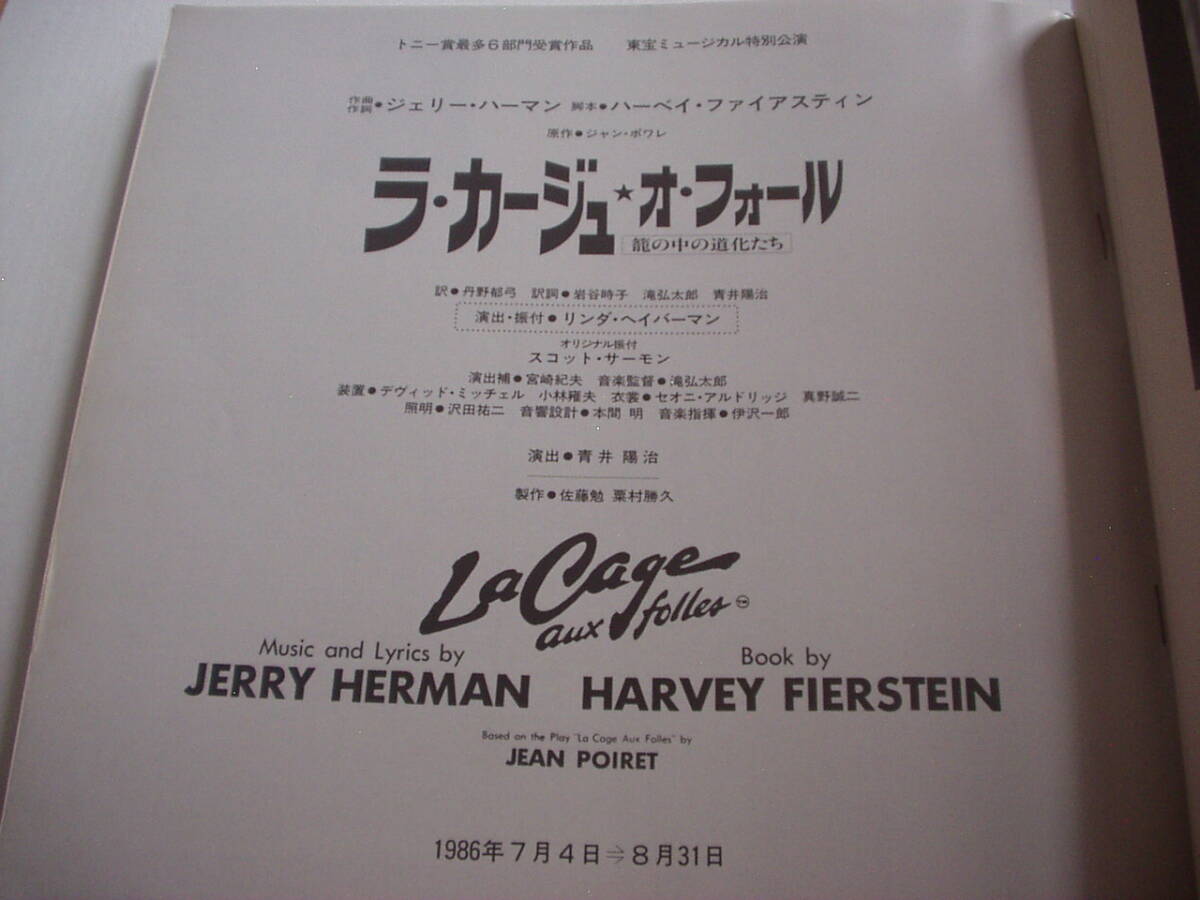 トニー賞最多6部門受賞作品 東宝ミュージカル特別公演
作曲 作詞●ジェリー・ハーマン 脚本●ハーベイ・ファイアスティン
原作●ジャン・ポワレ
ラ・カージュ★オ・フォール
籠の中の道化たち
訳●丹野郁弓 訳詞●岩谷時子 滝弘太郎 青井陽治
演出・振付●リンダ・ヘイバーマン
オリジナル振付
スコット・サーモン
演出補●宮崎紀夫 音楽監督●滝弘太郎
装置●デヴィッド・ミッチェル 小林雍夫 衣裳●セオニ・アルドリッジ 真野誠二
照明●沢田祐二 音響設計●本間 明 音楽指揮●伊沢一郎
演出●青井陽治
製作●佐藤勉 粟村勝久
La Cage
aux folles
Music and Lyrics by Book by
JERRY HERMAN HARVEY FIERSTEIN
Based on the Play "La Cage Aux Folles" by
JEAN POIRET
1986年7月4日⇒8月31日